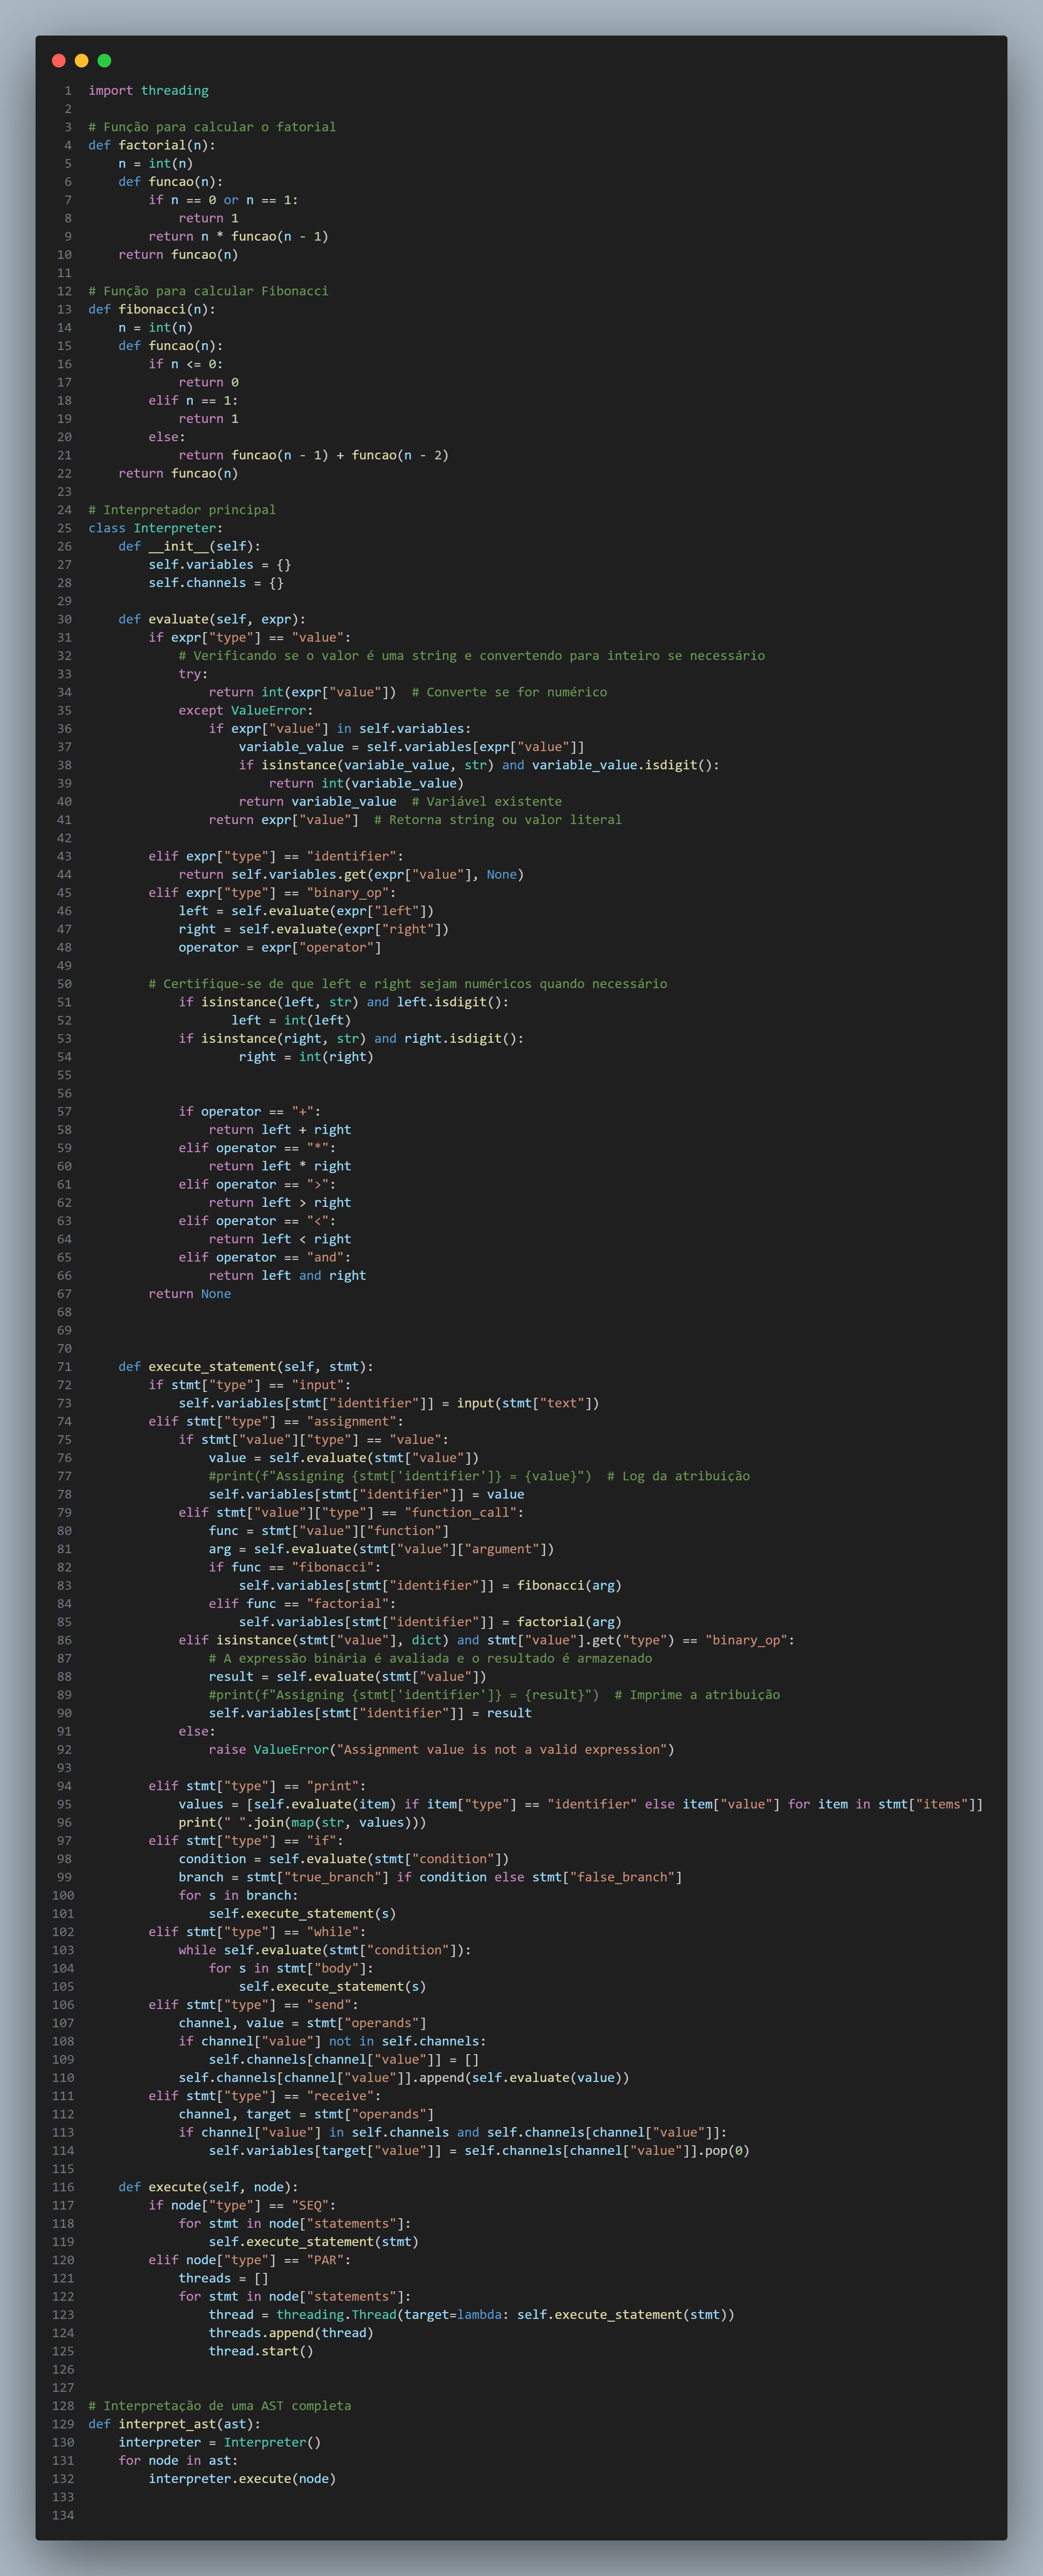 1 import threading
2
3 # Função para calcular o fatorial
4 def factorial(n):
5     n = int(n)
6     def funcao(n):
7         if n == 0 or n == 1:
8             return 1
9         return n * funcao(n - 1)
10     return funcao(n)
11
12 # Função para calcular Fibonacci
13 def fibonacci(n):
14     n = int(n)
15     def funcao(n):
16         if n <= 0:
17             return 0
18         elif n == 1:
19             return 1
20         else:
21             return funcao(n - 1) + funcao(n - 2)
22     return funcao(n)
23
24 # Interpretador principal
25 class Interpreter:
26     def __init__(self):
27         self.variables = {}
28         self.channels = {}
29
30     def evaluate(self, expr):
31         if expr["type"] == "value":
32             # Verificando se o valor é uma string e convertendo para inteiro se necessário
33             try:
34                 return int(expr["value"])  # Converte se for numérico
35             except ValueError:
36                 if expr["value"] in self.variables:
37                     variable_value = self.variables[expr["value"]]
38                     if isinstance(variable_value, str) and variable_value.isdigit():
39                         return int(variable_value)
40                     return variable_value  # Variável existente
41                 return expr["value"]  # Retorna string ou valor literal
42
43         elif expr["type"] == "identifier":
44             return self.variables.get(expr["value"], None)
45         elif expr["type"] == "binary_op":
46             left = self.evaluate(expr["left"])
47             right = self.evaluate(expr["right"])
48             operator = expr["operator"]
49
50         # Certifique-se de que left e right sejam numéricos quando necessário
51             if isinstance(left, str) and left.isdigit():
52                    left = int(left)
53             if isinstance(right, str) and right.isdigit():
54                     right = int(right)
55
56
57             if operator == "+":
58                 return left + right
59             elif operator == "*":
60                 return left * right
61             elif operator == ">":
62                 return left > right
63             elif operator == "<":
64                 return left < right
65             elif operator == "and":
66                 return left and right
67         return None
68
69
70
71     def execute_statement(self, stmt):
72         if stmt["type"] == "input":
73             self.variables[stmt["identifier"]] = input(stmt["text"])
74         elif stmt["type"] == "assignment":
75             if stmt["value"]["type"] == "value":
76                 value = self.evaluate(stmt["value"])
77                 #print(f"Assigning {stmt['identifier']} = {value}")  # Log da atribuição
78                 self.variables[stmt["identifier"]] = value
79             elif stmt["value"]["type"] == "function_call":
80                 func = stmt["value"]["function"]
81                 arg = self.evaluate(stmt["value"]["argument"])
82                 if func == "fibonacci":
83                     self.variables[stmt["identifier"]] = fibonacci(arg)
84                 elif func == "factorial":
85                     self.variables[stmt["identifier"]] = factorial(arg)
86             elif isinstance(stmt["value"], dict) and stmt["value"].get("type") == "binary_op":
87                 # A expressão binária é avaliada e o resultado é armazenado
88                 result = self.evaluate(stmt["value"])
89                 #print(f"Assigning {stmt['identifier']} = {result}")  # Imprime a atribuição
90                 self.variables[stmt["identifier"]] = result
91             else:
92                 raise ValueError("Assignment value is not a valid expression")
93
94         elif stmt["type"] == "print":
95             values = [self.evaluate(item) if item["type"] == "identifier" else item["value"] for item in stmt["items"]]
96             print(" ".join(map(str, values)))
97         elif stmt["type"] == "if":
98             condition = self.evaluate(stmt["condition"])
99             branch = stmt["true_branch"] if condition else stmt["false_branch"]
100             for s in branch:
101                 self.execute_statement(s)
102         elif stmt["type"] == "while":
103             while self.evaluate(stmt["condition"]):
104                 for s in stmt["body"]:
105                     self.execute_statement(s)
106         elif stmt["type"] == "send":
107             channel, value = stmt["operands"]
108             if channel["value"] not in self.channels:
109                 self.channels[channel["value"]] = []
110             self.channels[channel["value"]].append(self.evaluate(value))
111         elif stmt["type"] == "receive":
112             channel, target = stmt["operands"]
113             if channel["value"] in self.channels and self.channels[channel["value"]]:
114                 self.variables[target["value"]] = self.channels[channel["value"]].pop(0)
115
116     def execute(self, node):
117         if node["type"] == "SEQ":
118             for stmt in node["statements"]:
119                 self.execute_statement(stmt)
120         elif node["type"] == "PAR":
121             threads = []
122             for stmt in node["statements"]:
123                 thread = threading.Thread(target=lambda: self.execute_statement(stmt))
124                 threads.append(thread)
125                 thread.start()
126
127
128 # Interpretação de uma AST completa
129 def interpret_ast(ast):
130     interpreter = Interpreter()
131     for node in ast:
132         interpreter.execute(node)
133
134